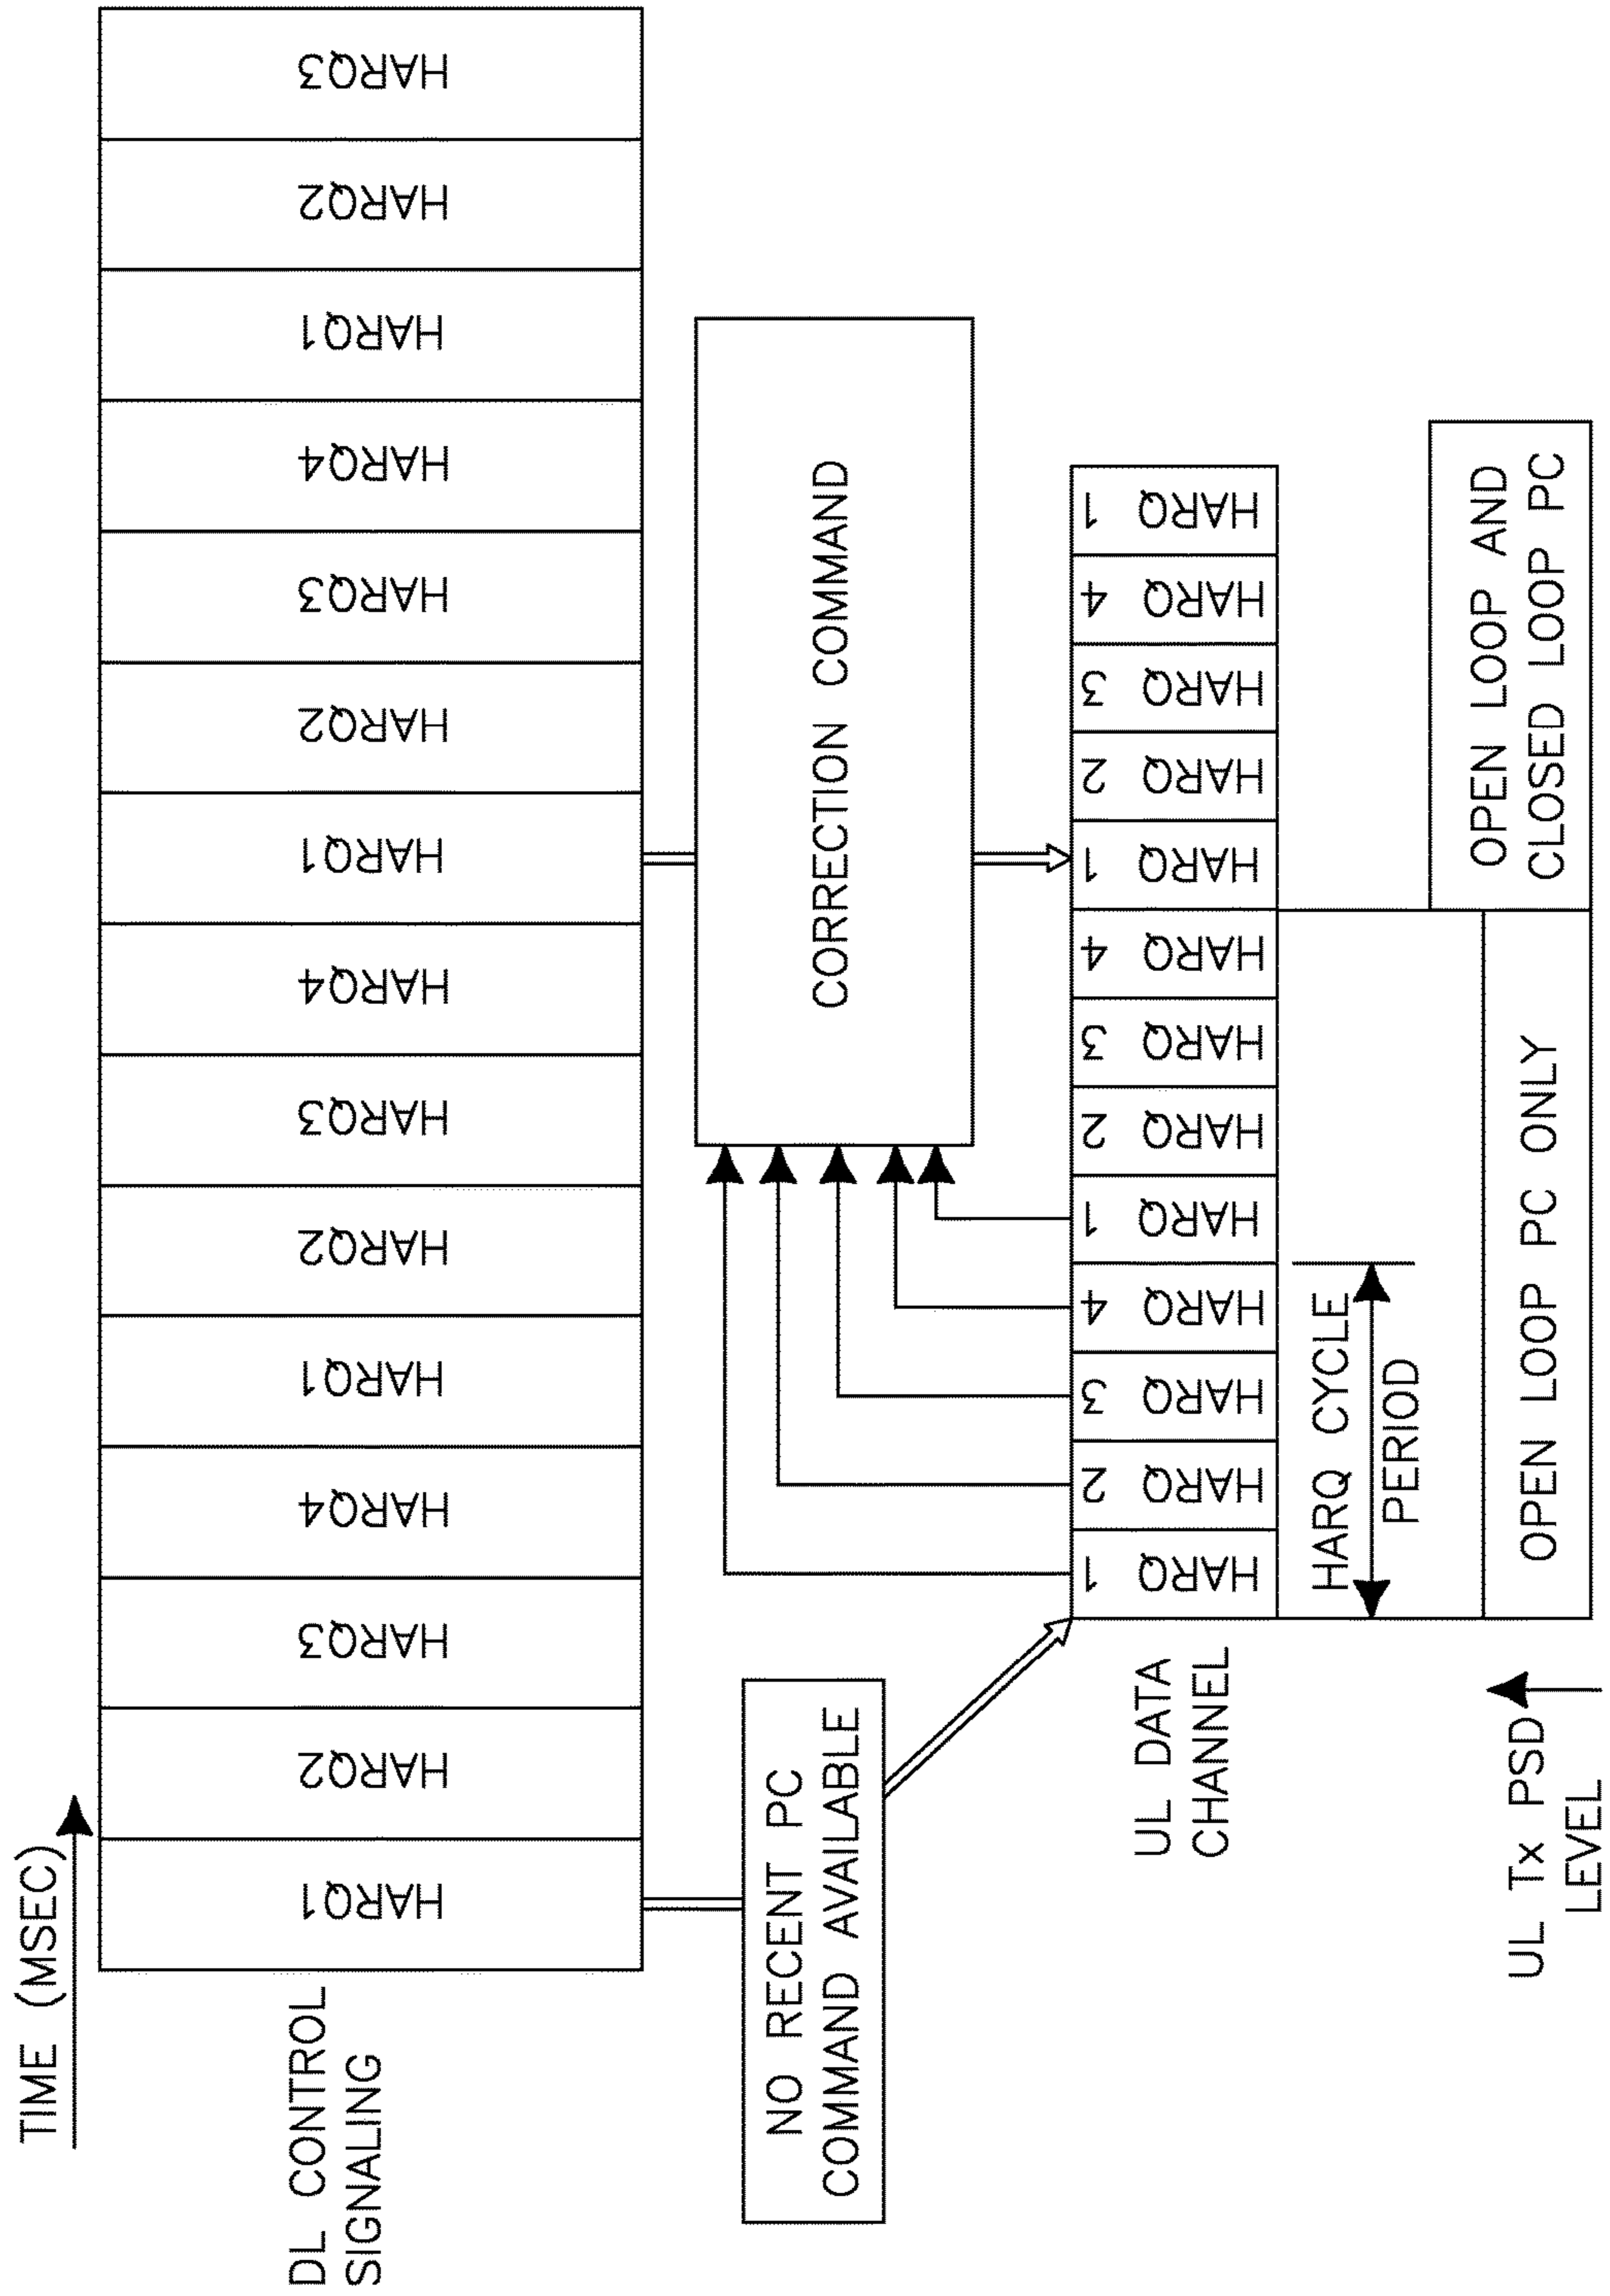 TIME (MSEC)
DL CONTROL
SIGNALING
HARQ1
HARQ2
HARQ3
HARQ4
HARQ1
HARQ2
HARQ3
HARQ4
HARQ1
HARQ2
HARQ3
HARQ4
HARQ1
HARQ2
HARQ3
NO RECENT PC
COMMAND AVAILABLE
CORRECTION COMMAND
UL DATA
CHANNEL
1 HARQ
2 HARQ
3 HARQ
4 HARQ
1 HARQ
2 HARQ
3 HARQ
4 HARQ
1 HARQ
2 HARQ
3 HARQ
4 HARQ
1 HARQ
HARQ CYCLE
PERIOD
UL Tx PSD
LEVEL
OPEN LOOP PC ONLY
OPEN LOOP AND
CLOSED LOOP PC